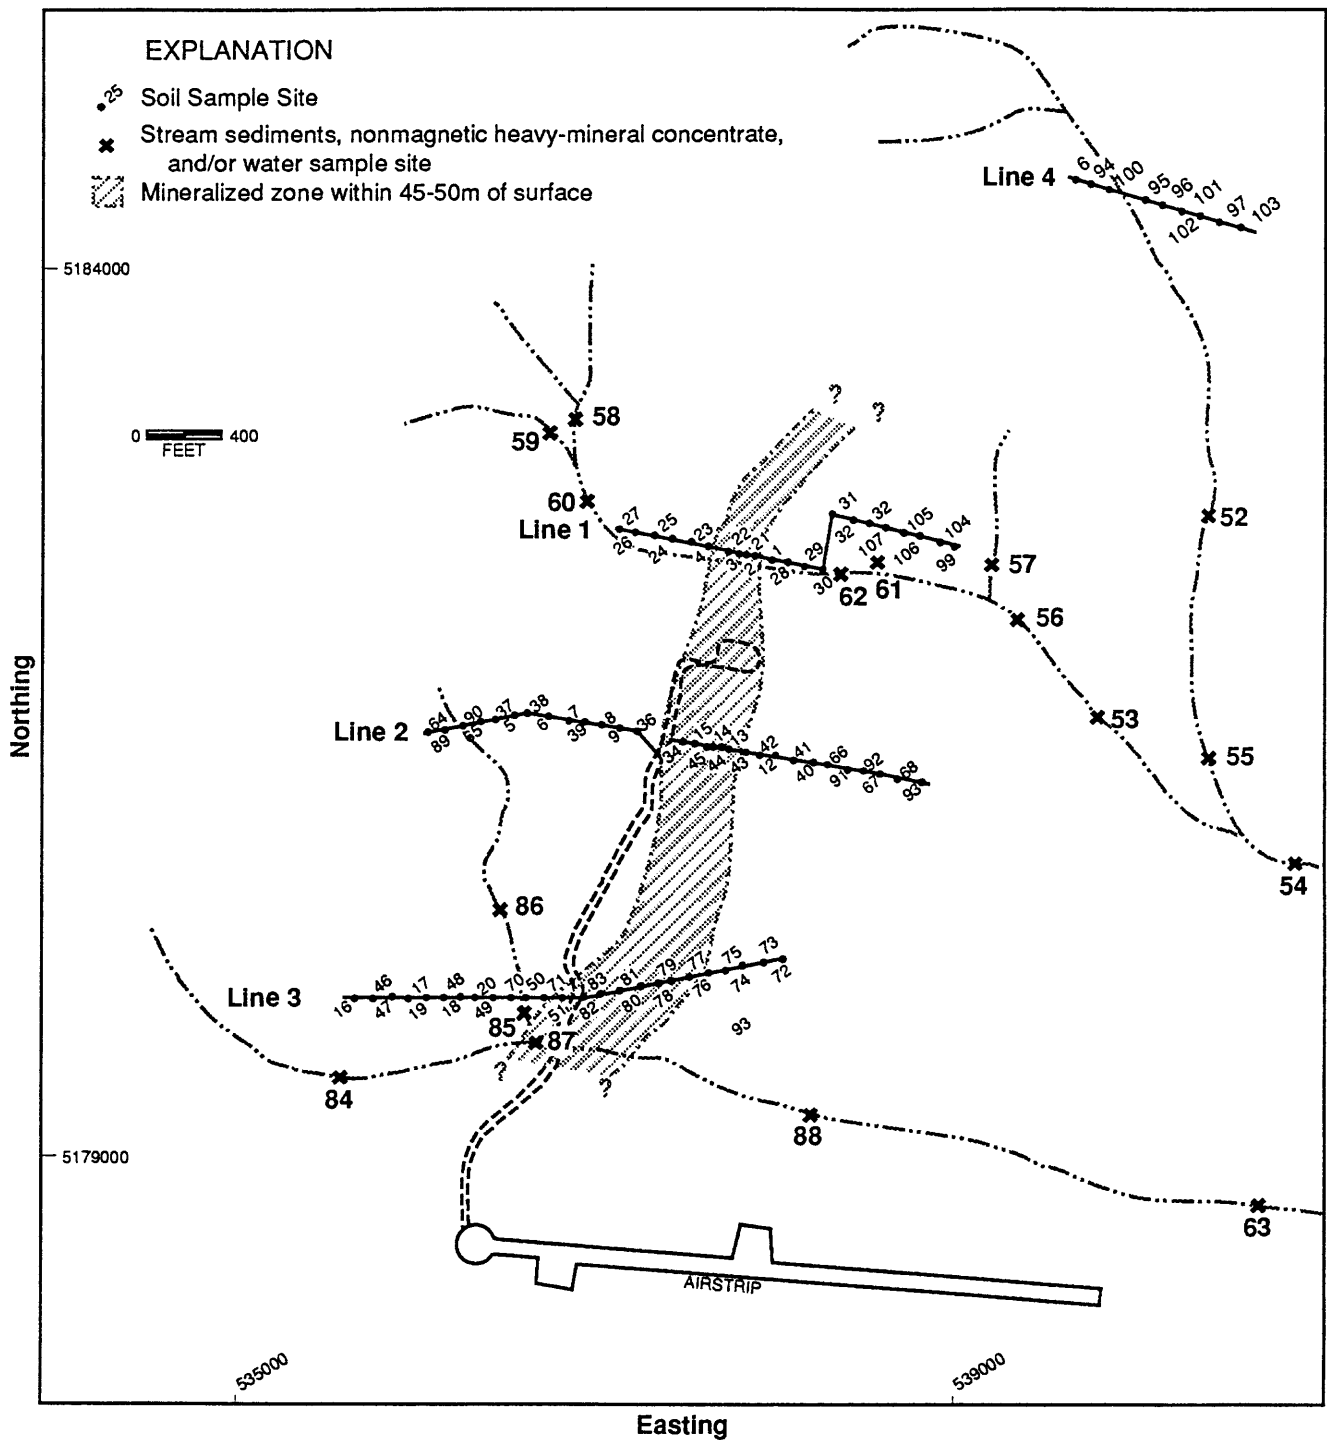 EXPLANATION
25 Soil Sample Site
Stream sediments, nonmagnetic heavy-mineral concentrate,
and/or water sample site
Mineralized zone within 45-50m of surface
Line 4
6 94 100 95 96 101 97 103
102
5184000
0 400
FEET
58
59
60
? ?
Line 1
27 25 23 22 21 1 29
26 24 4 3 2 28 30
31 32 105 104
32 107 106 99
62 61
57
56
52
53
55
54
Northing
Line 2
64 90 37 38 7 8 36
89 65 5 6 39 9
15 14 13 42 41 66 92 68
34 45 44 43 12 40 91 67 93
86
Line 3
46 17 48 20 70 50 71 83 81 79 77 75 73
16 47 19 18 49 51 82 80 78 76 74 72
85
87
93
? ?
84
88
5179000
63
AIRSTRIP
535000
539000
Easting